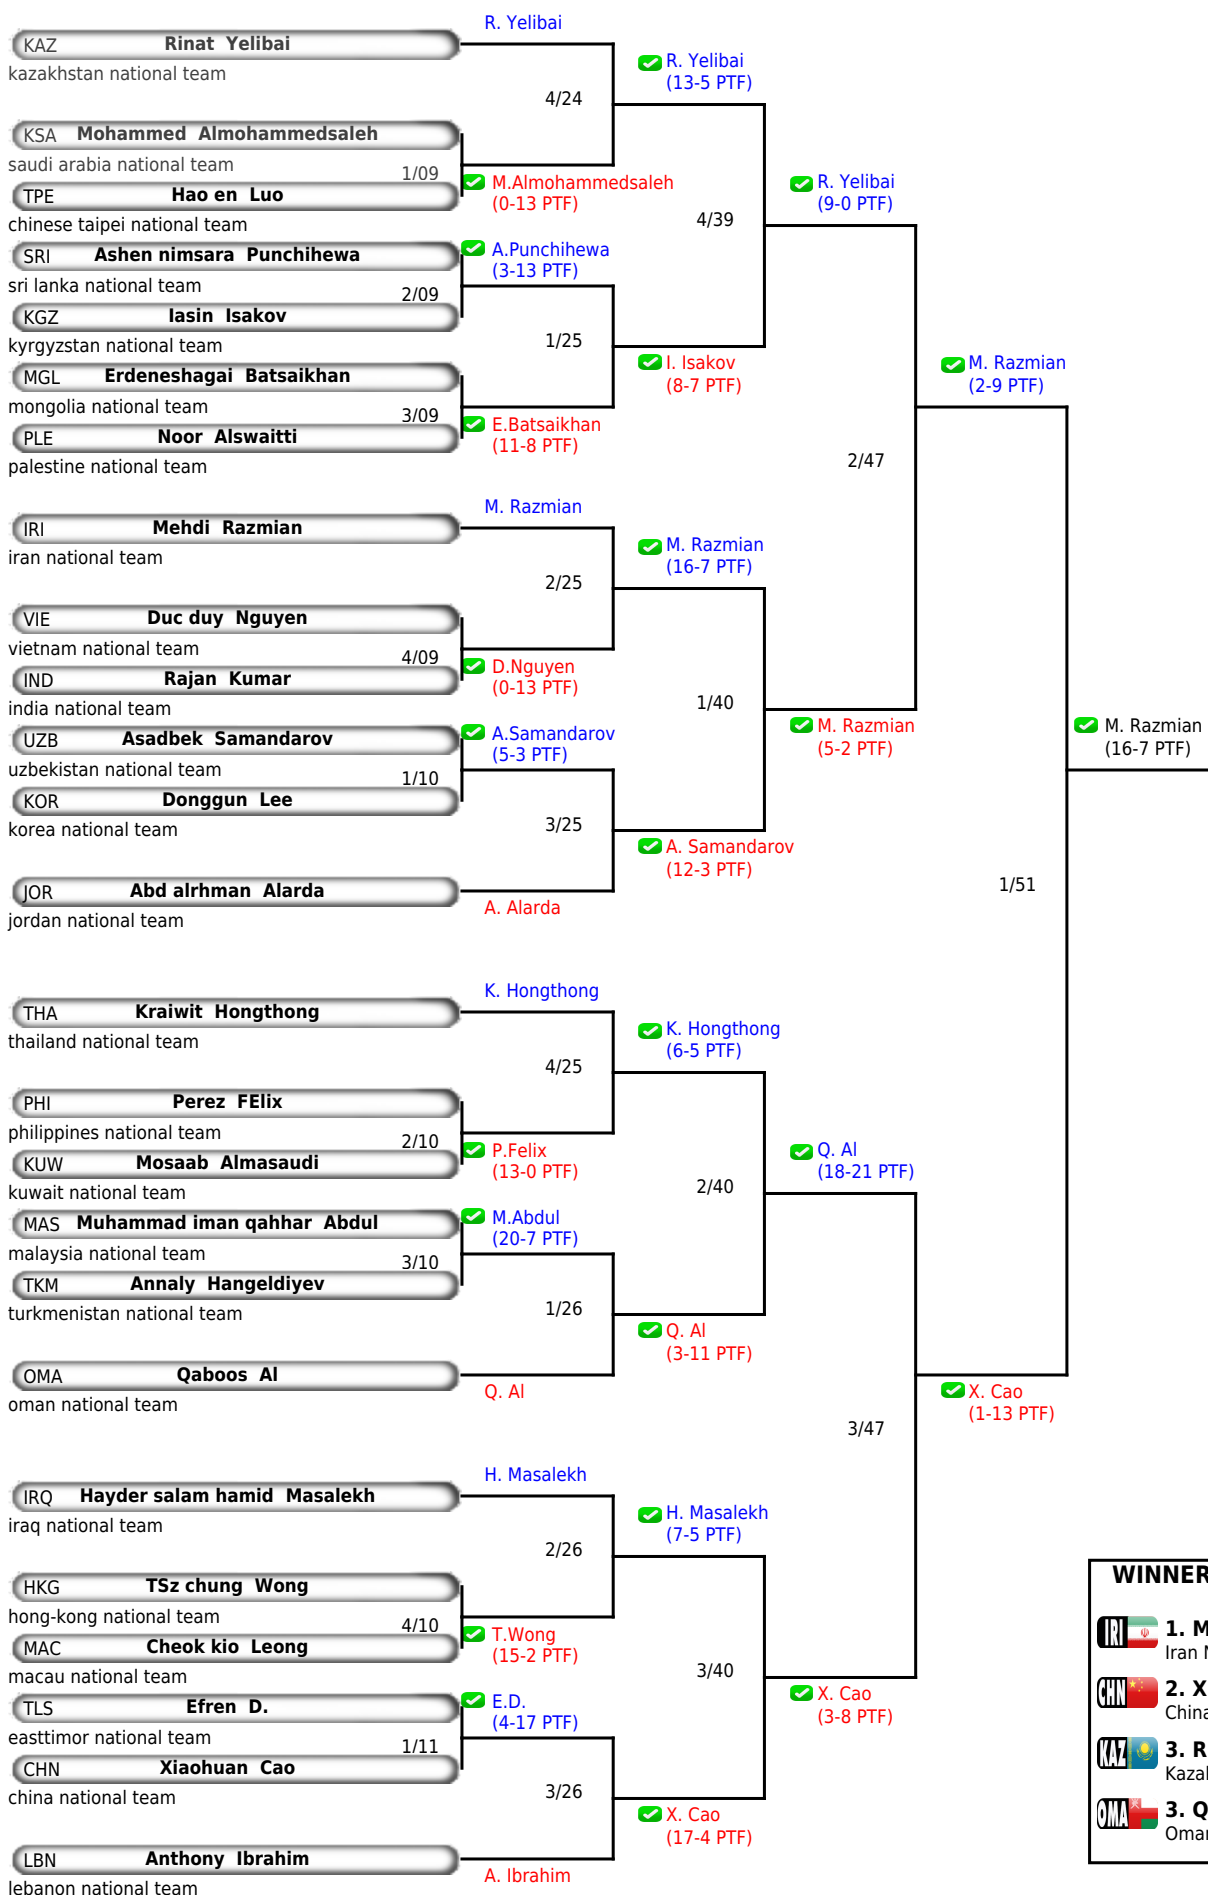 R. Yelibai
KAZ Rinat Yelibai
kazakhstan national team
R. Yelibai
(13-5 PTF)
4/24
KSA Mohammed Almohammedsaleh
saudi arabia national team
1/09
M.Almohammedsaleh
(0-13 PTF)
TPE Hao en Luo
chinese taipei national team
R. Yelibai
(9-0 PTF)
4/39
SRI Ashen nimsara Punchihewa
sri lanka national team
A.Punchihewa
(3-13 PTF)
2/09
KGZ Iasin Isakov
kyrgyzstan national team
1/25
I. Isakov
(8-7 PTF)
MGL Erdeneshagai Batsaikhan
mongolia national team
3/09
E.Batsaikhan
(11-8 PTF)
PLE Noor Alswaitti
palestine national team
M. Razmian
(2-9 PTF)
2/47
M. Razmian
IRI Mehdi Razmian
iran national team
M. Razmian
(16-7 PTF)
2/25
VIE Duc duy Nguyen
vietnam national team
4/09
D.Nguyen
(0-13 PTF)
IND Rajan Kumar
india national team
1/40
M. Razmian
(5-2 PTF)
M. Razmian
(16-7 PTF)
UZB Asadbek Samandarov
uzbekistan national team
A.Samandarov
(5-3 PTF)
1/10
KOR Donggun Lee
korea national team
3/25
A. Samandarov
(12-3 PTF)
JOR Abd alrhman Alarda
jordan national team
A. Alarda
1/51
K. Hongthong
THA Kraiwit Hongthong
thailand national team
K. Hongthong
(6-5 PTF)
4/25
PHI Perez FElix
philippines national team
2/10
P.Felix
(13-0 PTF)
KUW Mosaab Almasaudi
kuwait national team
2/40
Q. Al
(18-21 PTF)
MAS Muhammad iman qahhar Abdul
malaysia national team
M.Abdul
(20-7 PTF)
3/10
TKM Annaly Hangeldiyev
turkmenistan national team
1/26
Q. Al
(3-11 PTF)
OMA Qaboos Al
oman national team
Q. Al
X. Cao
(1-13 PTF)
3/47
H. Masalekh
IRQ Hayder salam hamid Masalekh
iraq national team
H. Masalekh
(7-5 PTF)
2/26
HKG TSz chung Wong
hong-kong national team
4/10
T.Wong
(15-2 PTF)
MAC Cheok kio Leong
macau national team
3/40
X. Cao
(3-8 PTF)
TLS Efren D.
easttimor national team
E.D.
(4-17 PTF)
1/11
CHN Xiaohuan Cao
china national team
3/26
X. Cao
(17-4 PTF)
LBN Anthony Ibrahim
lebanon national team
A. Ibrahim
WINNER
IRI 1. M
Iran N
CHN 2. X
China
KAZ 3. R
Kazal
OMA 3. Q
Oman